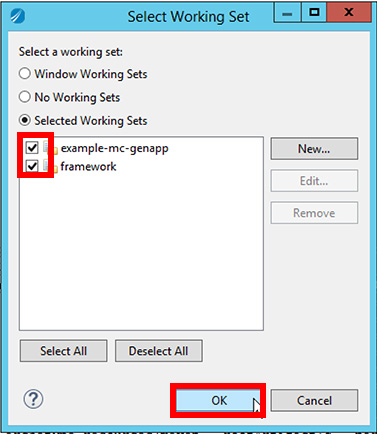 Select Working Set
Select a working set:
Window Working Sets
No Working Sets
Selected Working Sets
example-mc-genapp
framework
New...
Edit...
Remove
Select All
Deselect All
OK
Cancel